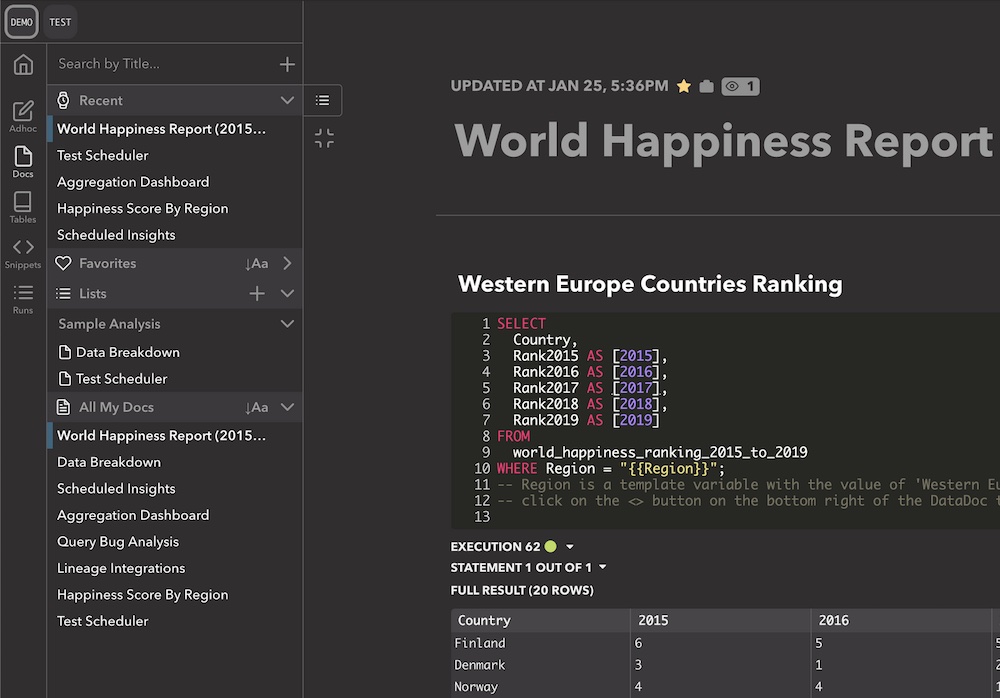 DEMO TEST
Search by Title...
Recent
World Happiness Report (2015...
Test Scheduler
Aggregation Dashboard
Happiness Score By Region
Scheduled Insights
Favorites Aa
Lists
Sample Analysis
Data Breakdown
Test Scheduler
All My Docs Aa
World Happiness Report (2015...
Data Breakdown
Scheduled Insights
Aggregation Dashboard
Query Bug Analysis
Lineage Integrations
Happiness Score By Region
Test Scheduler
Adhoc
Docs
Tables
Snippets
Runs
UPDATED AT JAN 25, 5:36PM 1
World Happiness Report
Western Europe Countries Ranking
1 SELECT
2 Country,
3 Rank2015 AS [2015],
4 Rank2016 AS [2016],
5 Rank2017 AS [2017],
6 Rank2018 AS [2018],
7 Rank2019 AS [2019]
8 FROM
9 world_happiness_ranking_2015_to_2019
10 WHERE Region = "{{Region}}";
11 -- Region is a template variable with the value of 'Western Eu
12 -- click on the <> button on the bottom right of the DataDoc t
13
EXECUTION 62
STATEMENT 1 OUT OF 1
FULL RESULT (20 ROWS)
Country 2015 2016
Finland 6 5 5
Denmark 3 1 2
Norway 4 4 1